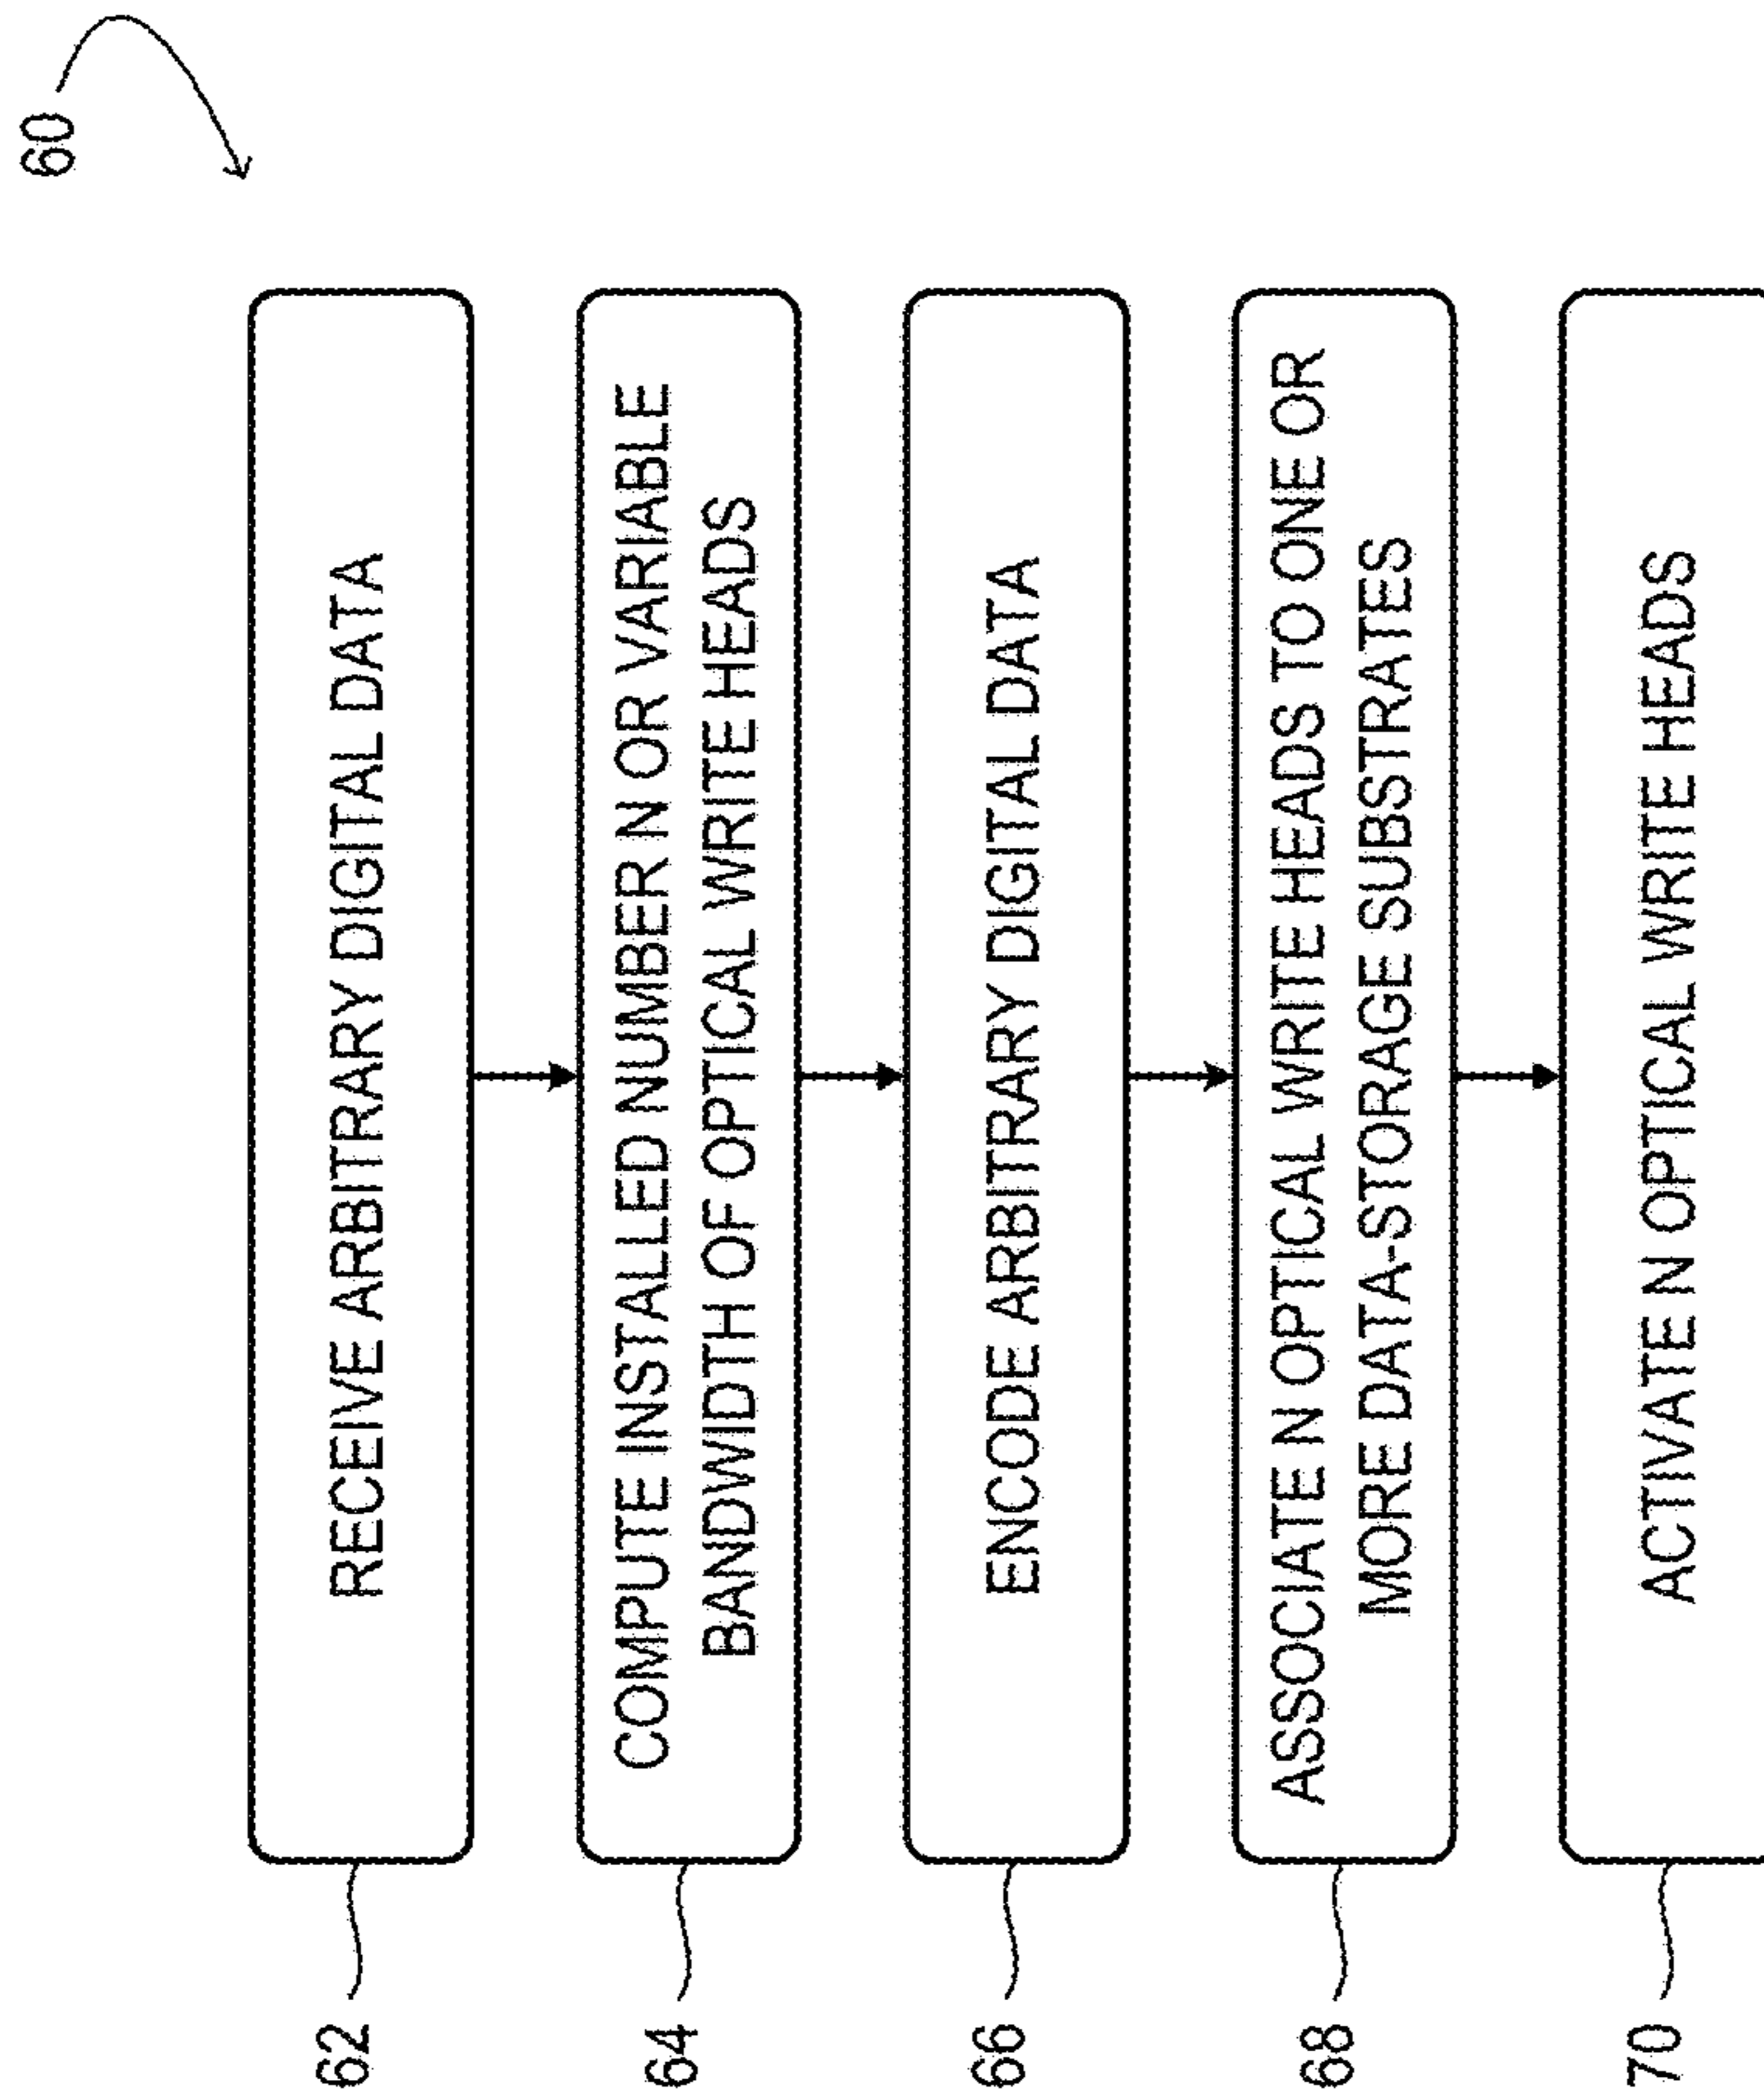 60
62
RECEIVE ARBITRARY DIGITAL DATA
64
COMPUTE INSTALLED NUMBER N OR VARIABLE
BANDWIDTH OF OPTICAL WRITE HEADS
66
ENCODE ARBITRARY DIGITAL DATA
68
ASSOCIATE N OPTICAL WRITE HEADS TO ONE OR
MORE DATA-STORAGE SUBSTRATES
70
ACTIVATE N OPTICAL WRITE HEADS